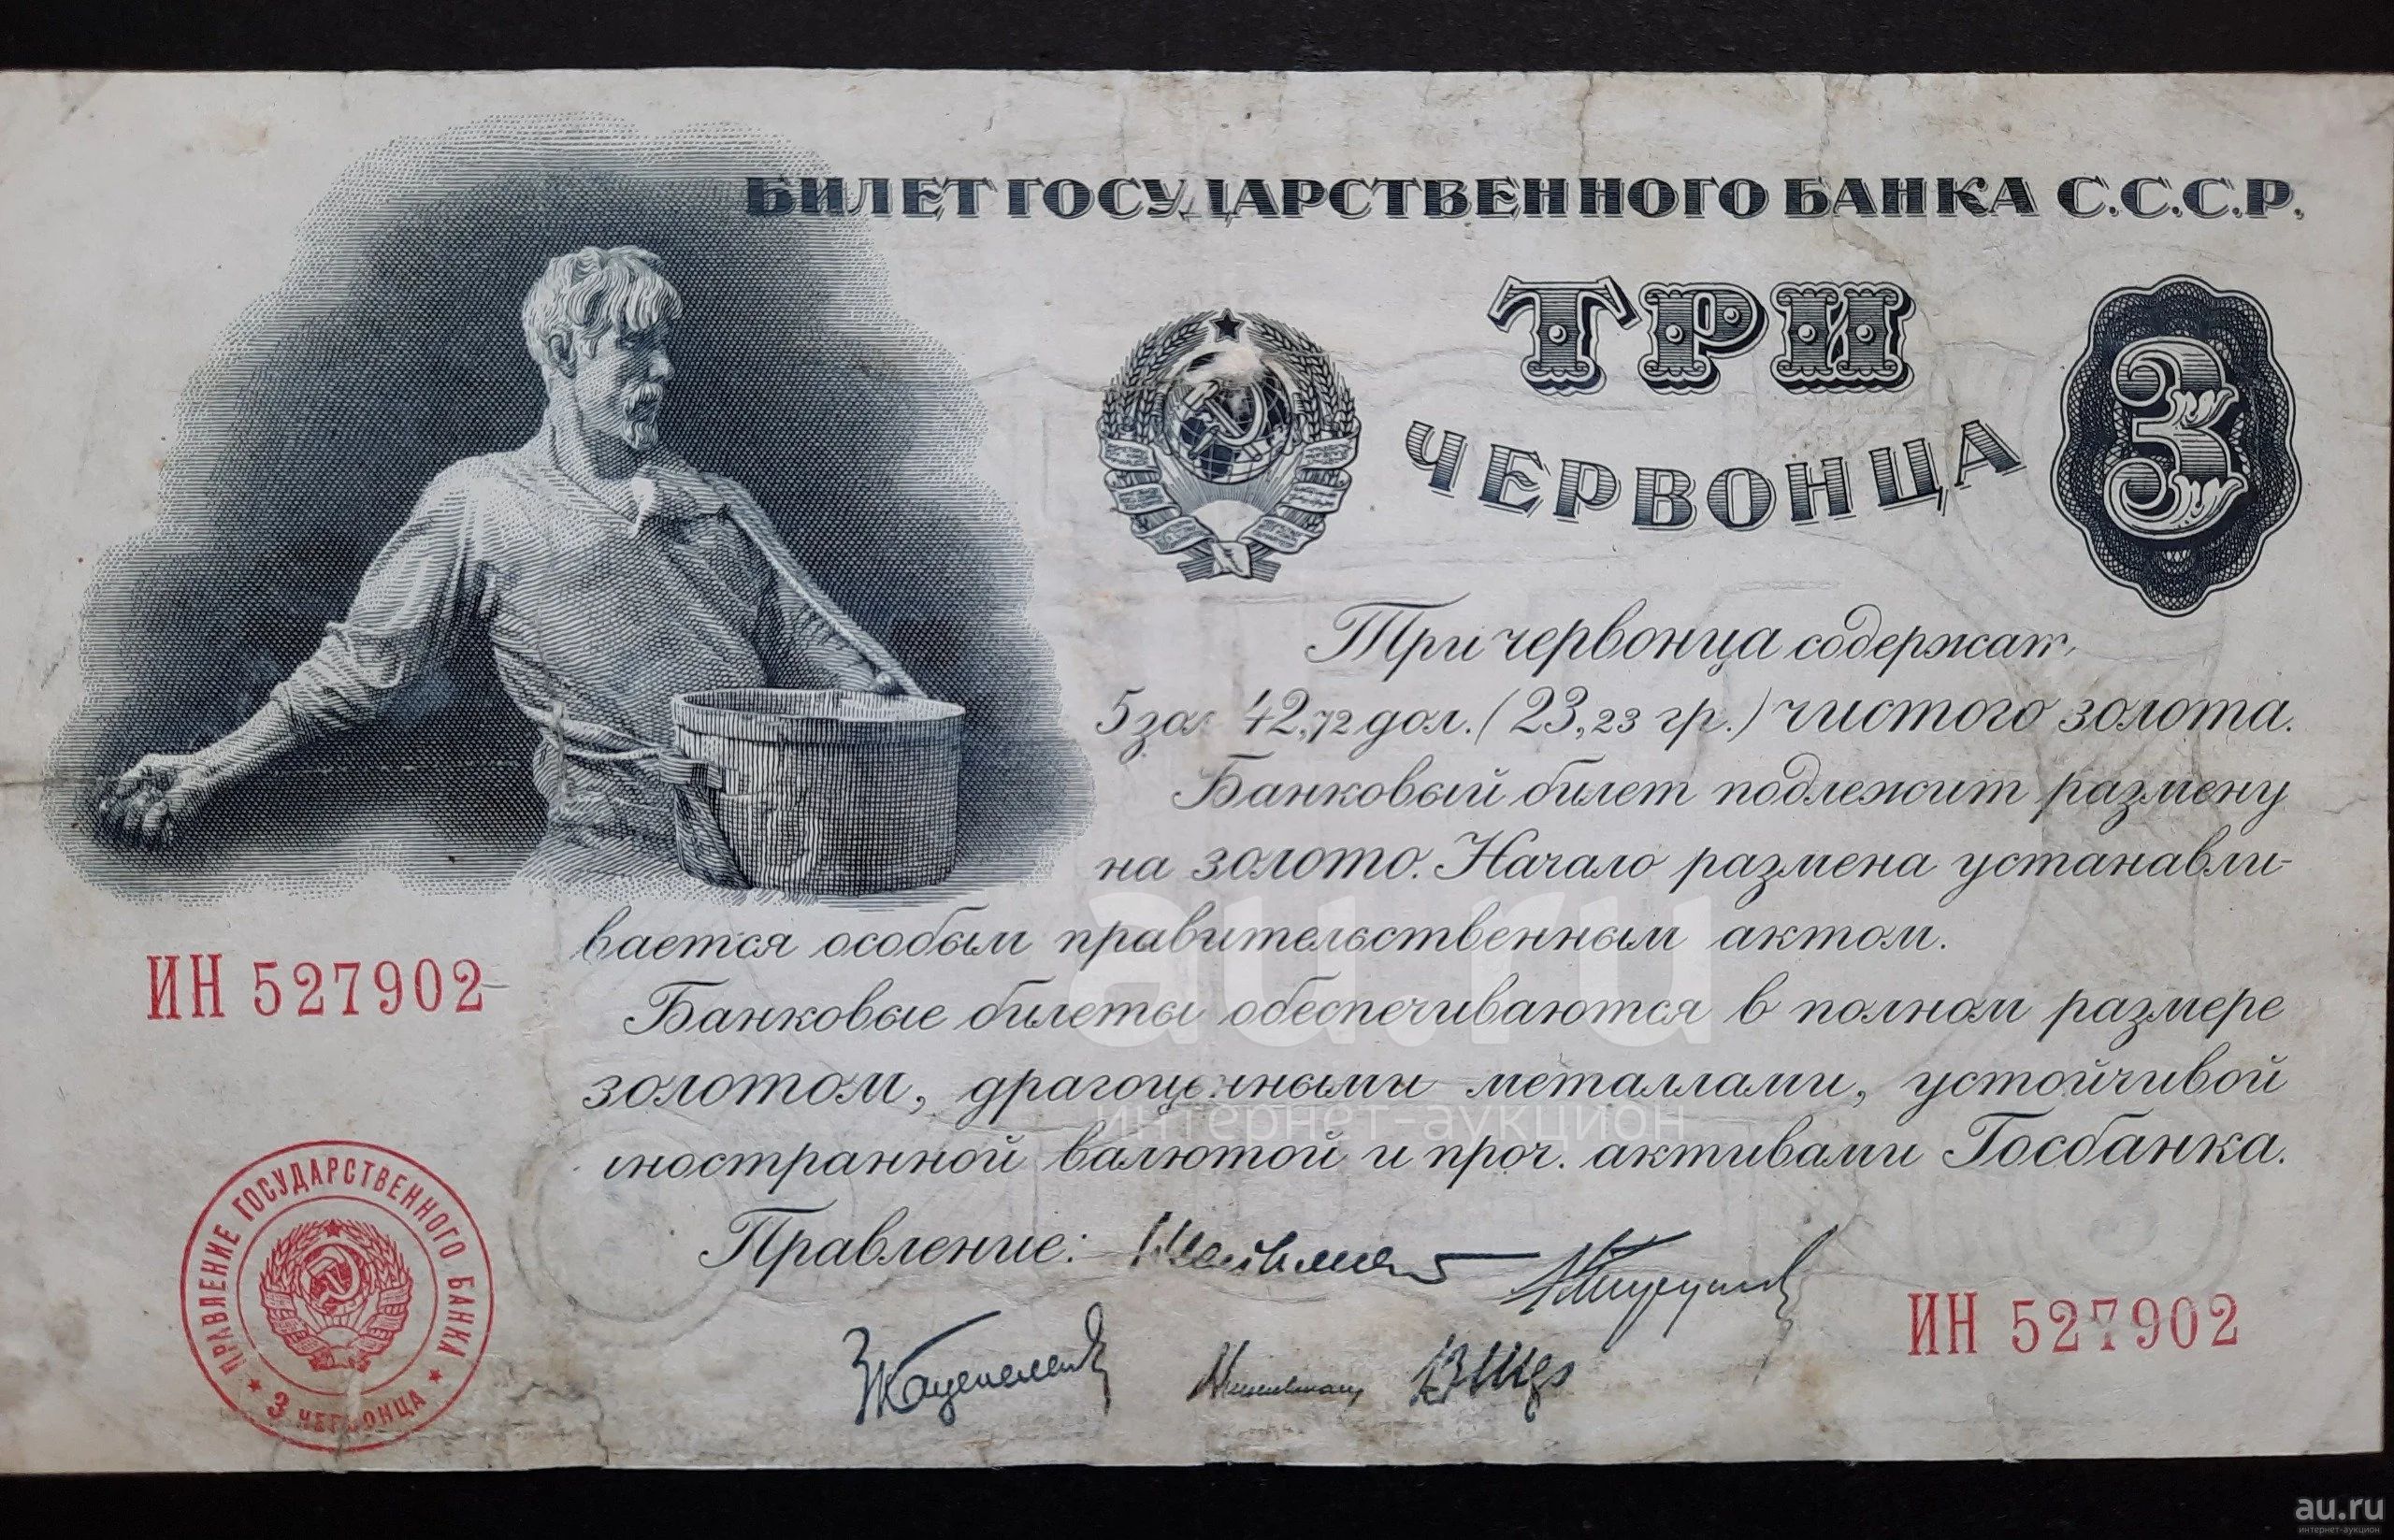 БИЛЕТ ГОСУДАРСТВЕННОГО БАНКА С.С.С.Р.
ТРИ
ЧЕРВОНЦА
3
Три червонца содержат
5 зол. 42,72 дол. (23,23 гр.) чистого золота.
Банковый билет подлежит размену
на золото. Начало размена устанавли-
вается особым правительственным актом.
ИН 527902
Банковые билеты обеспечиваются в полном размере
золотом, драгоценными металлами, устойчивой
иностранной валютой и проч. активами Госбанка.
Правление:
ИН 527902
ПРАВЛЕНИЕ ГОСУДАРСТВЕННОГО БАНКА
3 ЧЕРВОНЦА
au.ru
интернет-аукцион
au.ru
интернет-аукцион